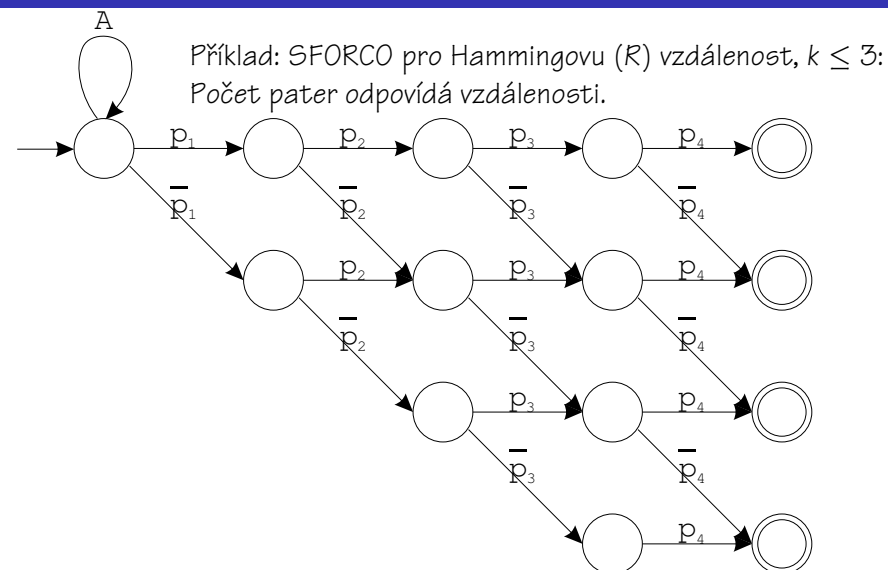 A
Příklad: SFORCO pro Hammingovu (R) vzdálenost, k ≤ 3:
Počet pater odpovídá vzdálenosti.
p₁ p₂ p₃ p₄
p̅₁ p̅₂ p̅₃ p̅₄
p₂ p₃ p₄
p̅₂ p̅₃ p̅₄
p₃ p₄
p̅₃ p̅₄
p₄